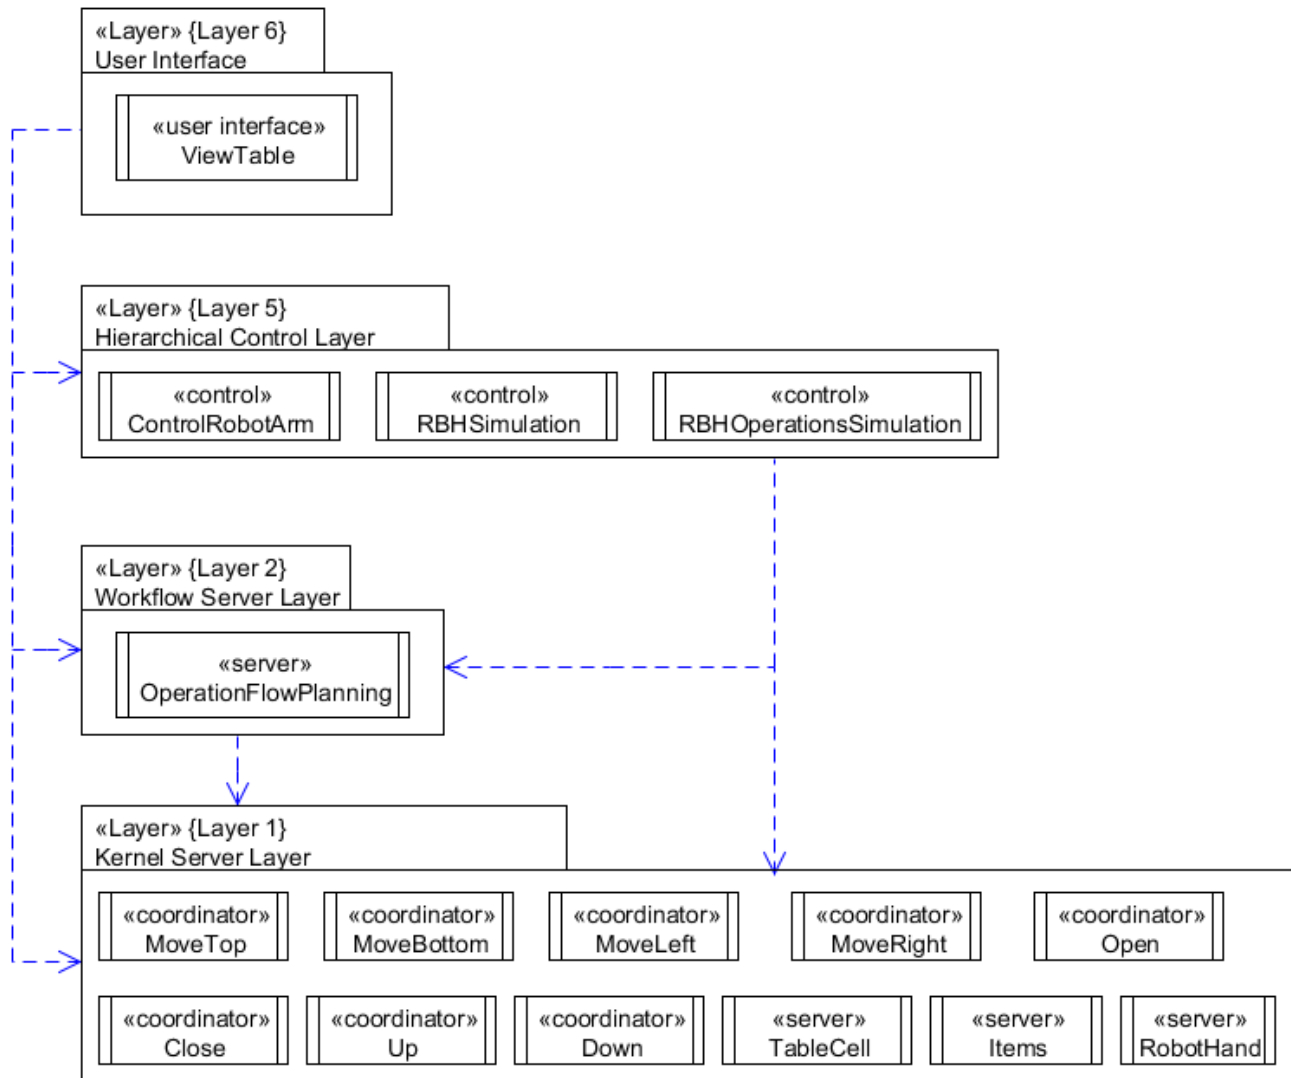 «Layer» {Layer 6}
User Interface
«user interface»
ViewTable
«Layer» {Layer 5}
Hierarchical Control Layer
«control»
ControlRobotArm
«control»
RBHSimulation
«control»
RBHOperationsSimulation
«Layer» {Layer 2}
Workflow Server Layer
«server»
OperationFlowPlanning
«Layer» {Layer 1}
Kernel Server Layer
«coordinator»
MoveTop
«coordinator»
MoveBottom
«coordinator»
MoveLeft
«coordinator»
MoveRight
«coordinator»
Open
«coordinator»
Close
«coordinator»
Up
«coordinator»
Down
«server»
TableCell
«server»
Items
«server»
RobotHand